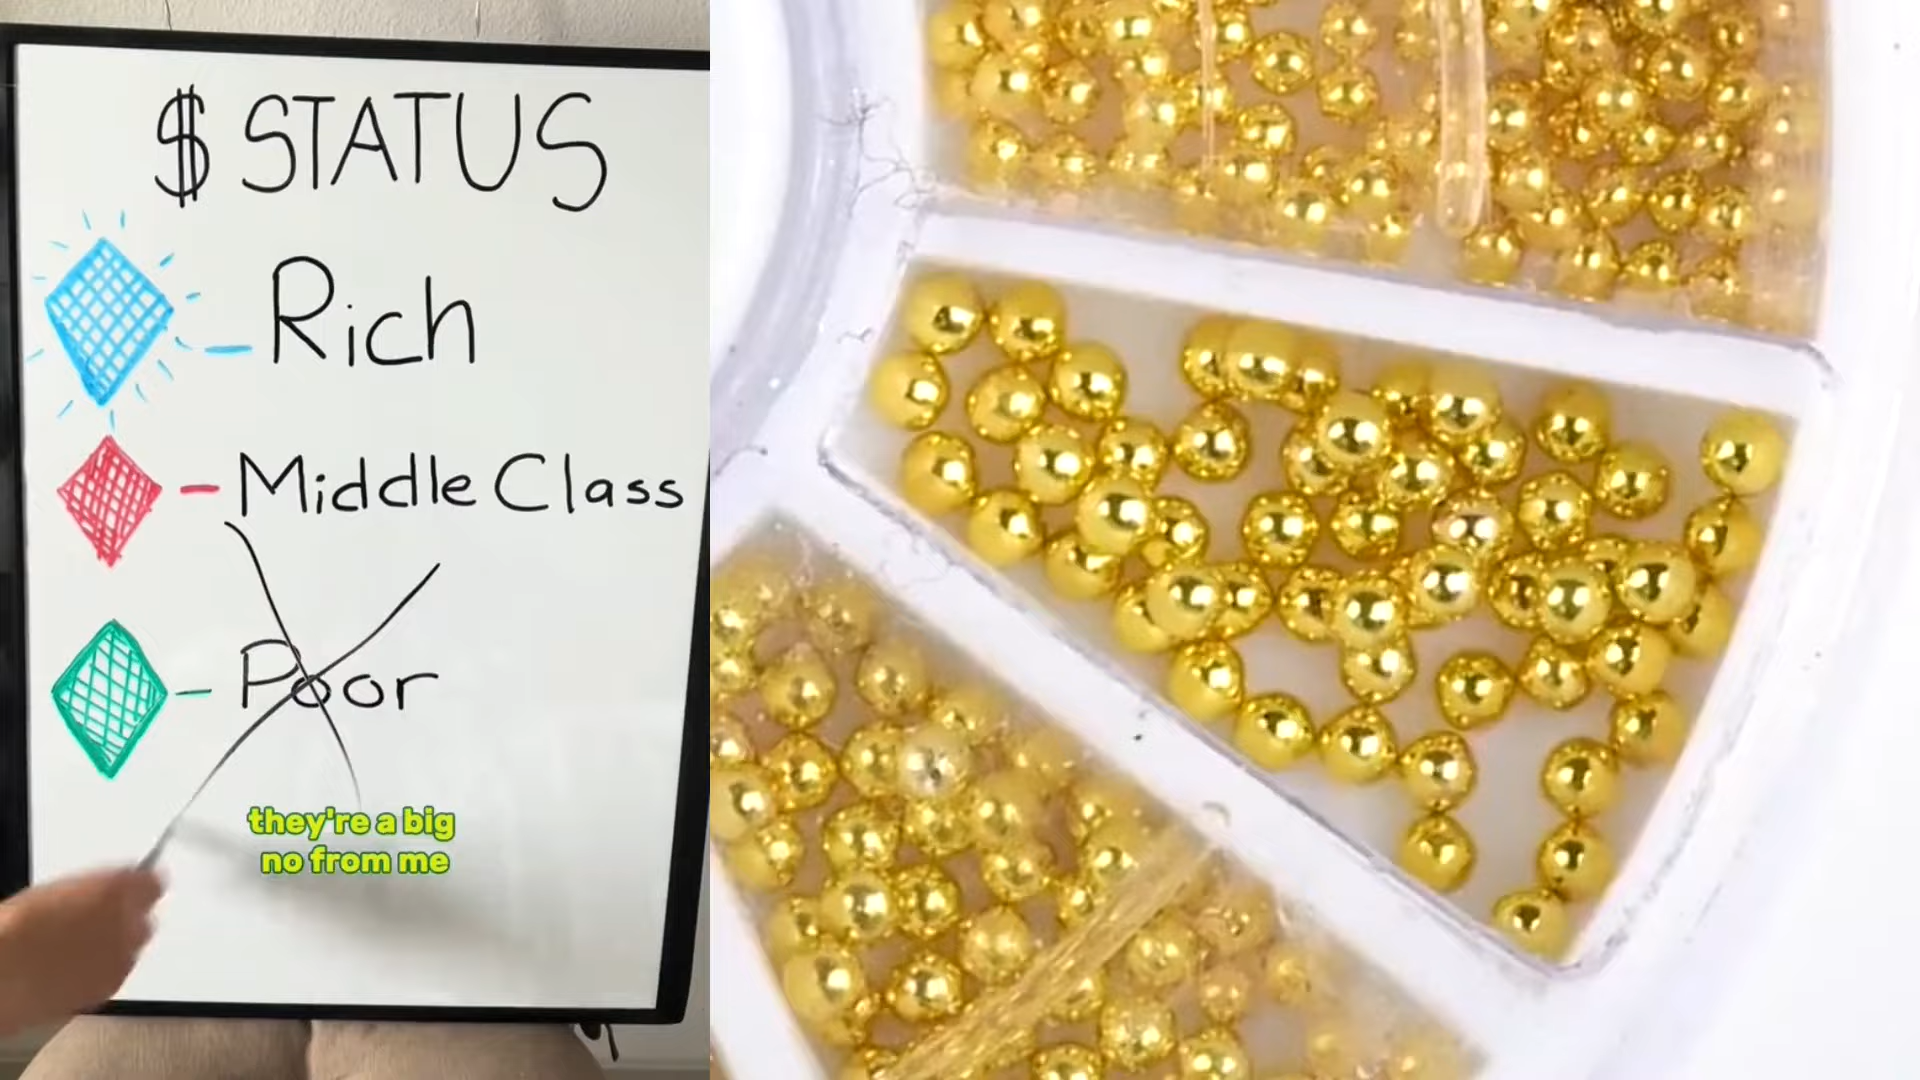 $ STATUS
Rich
Middle Class
Poor
they're a big
no from me